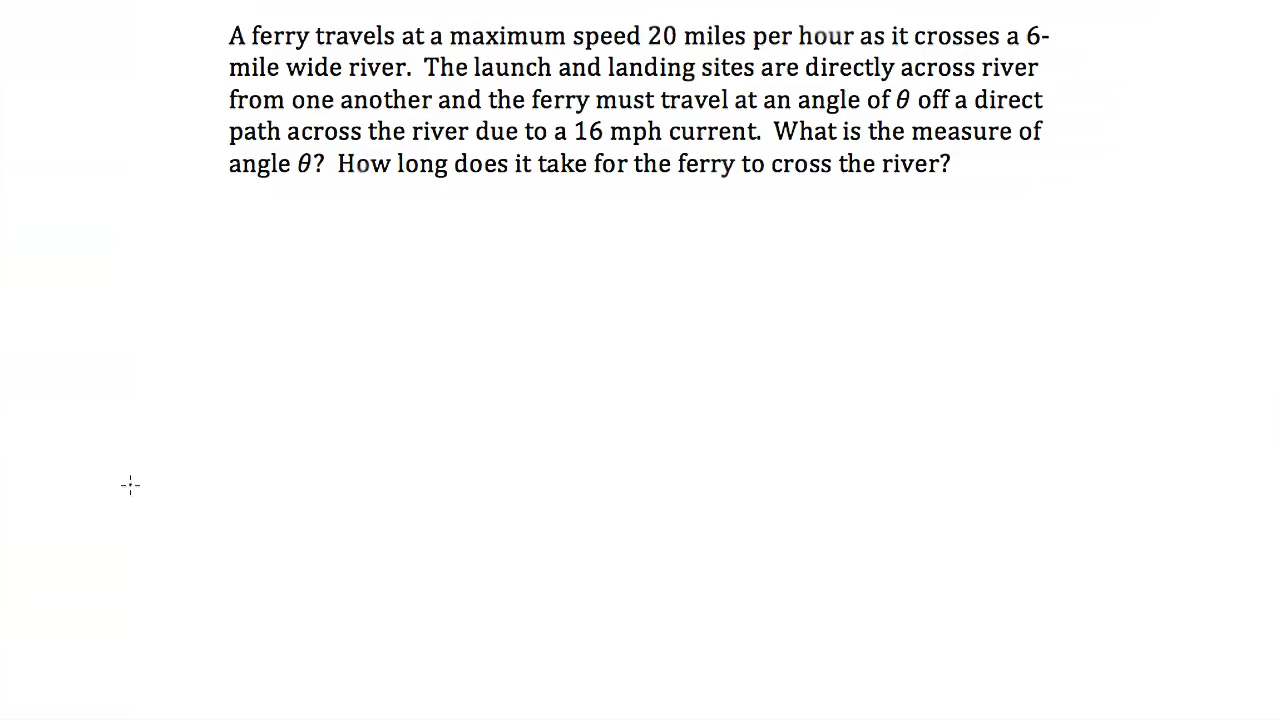 A ferry travels at a maximum speed 20 miles per hour as it crosses a 6-
mile wide river.  The launch and landing sites are directly across river
from one another and the ferry must travel at an angle of θ off a direct
path across the river due to a 16 mph current.  What is the measure of
angle θ?  How long does it take for the ferry to cross the river?